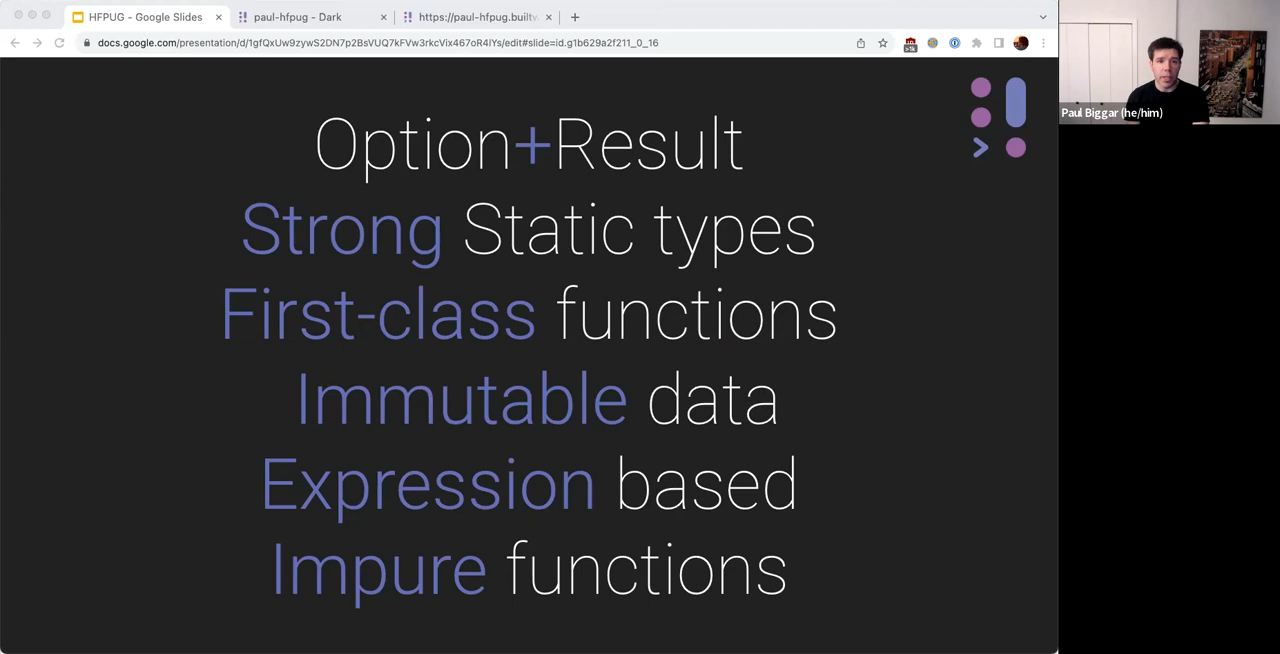 HFPUG - Google Slides
paul-hfpug - Dark
https://paul-hfpug.builtw
docs.google.com/presentation/d/1gfQxUw9zywS2DN7p2BsVUQ7kFVw3rkcVix467oR4lYs/edit#slide=id.g1b629a2f211_0_16
Paul Biggar (he/him)
Option+Result
Strong Static types
First-class functions
Immutable data
Expression based
Impure functions